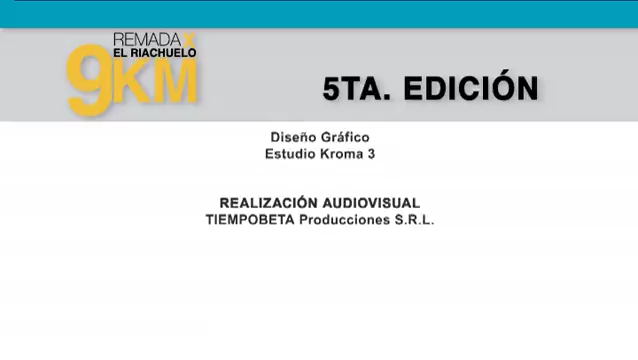 REMADA X
EL RIACHUELO
9KM
5TA. EDICIÓN
Diseño Gráfico
Estudio Kroma 3
REALIZACIÓN AUDIOVISUAL
TIEMPOBETA Producciones S.R.L.